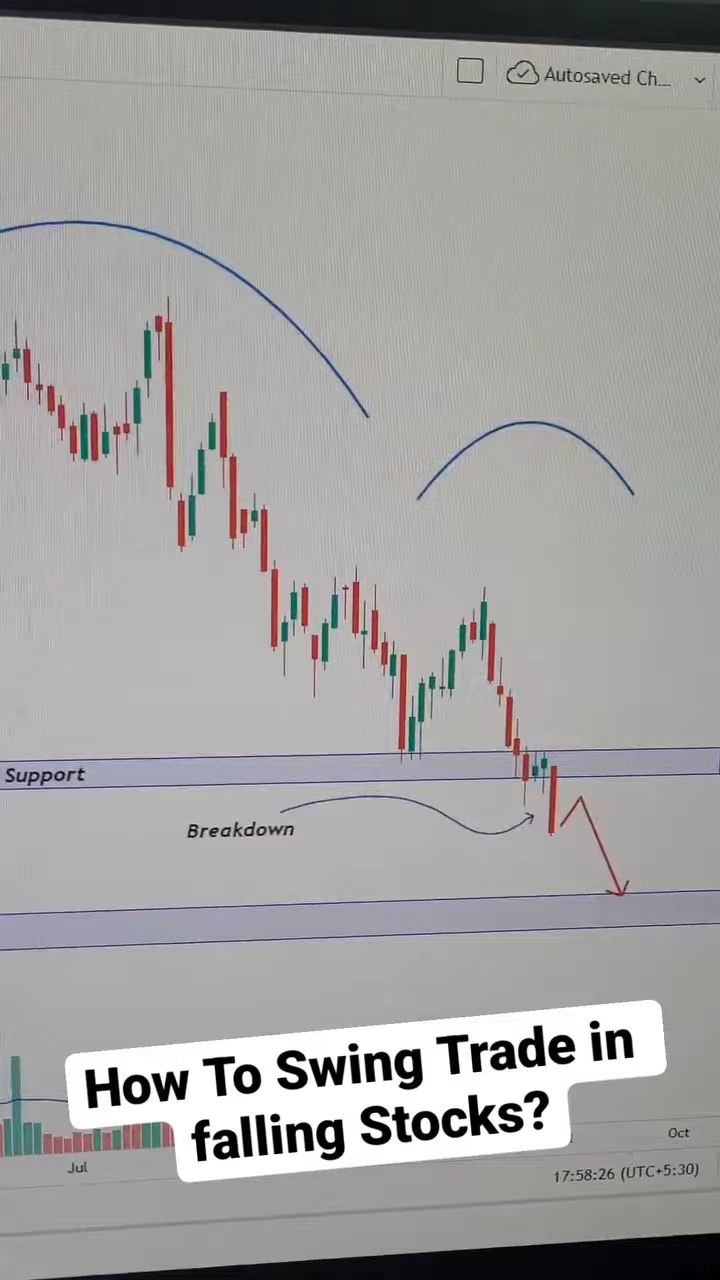 Autosaved Ch...
Support
Breakdown
How To Swing Trade in
falling Stocks?
Jul
Oct
17:58:26 (UTC+5:30)